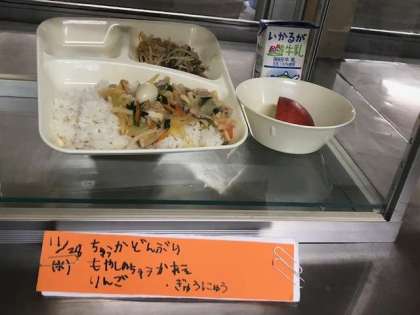 いかるが
牛乳
11/28 ちゅうかどんぶり
(水) もやしのちゅうかあえ
りんご ・ぎゅうにゅう